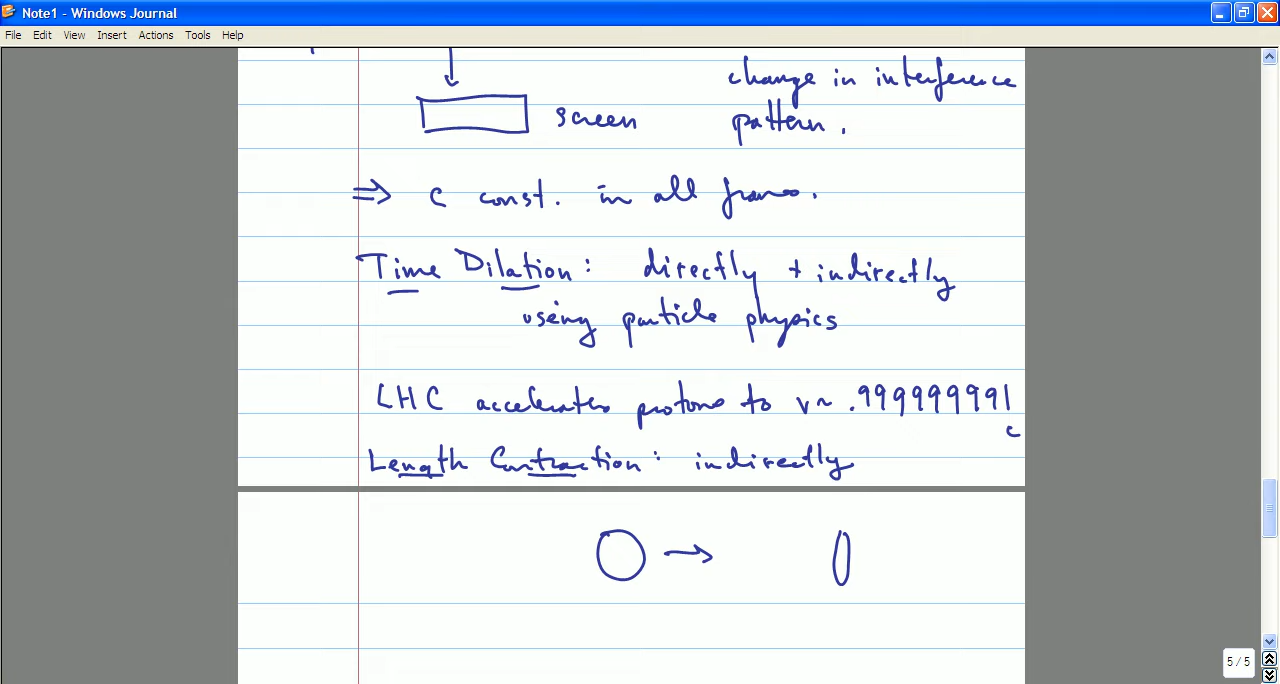 Note1 - Windows Journal
File Edit View Insert Actions Tools Help
change in interference
screen pattern.
⇒ c const. in all frames.
Time Dilation: directly + indirectly
using particle physics
LHC accelerates protons to v~ .999999991
c
Length Contraction: indirectly
5 / 5